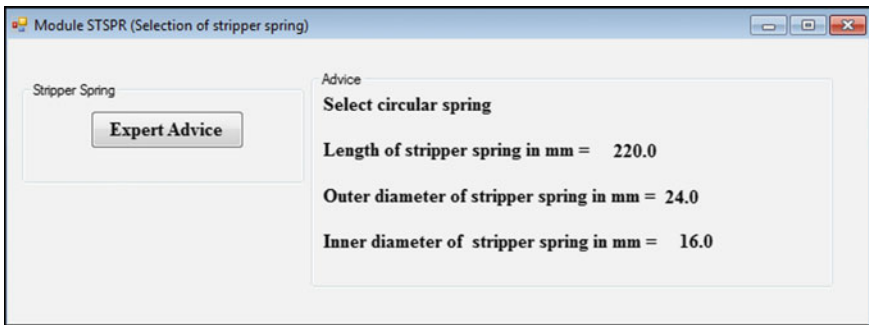 Module STSPR (Selection of stripper spring)
Stripper Spring
Expert Advice
Advice
Select circular spring
Length of stripper spring in mm = 220.0
Outer diameter of stripper spring in mm = 24.0
Inner diameter of stripper spring in mm = 16.0